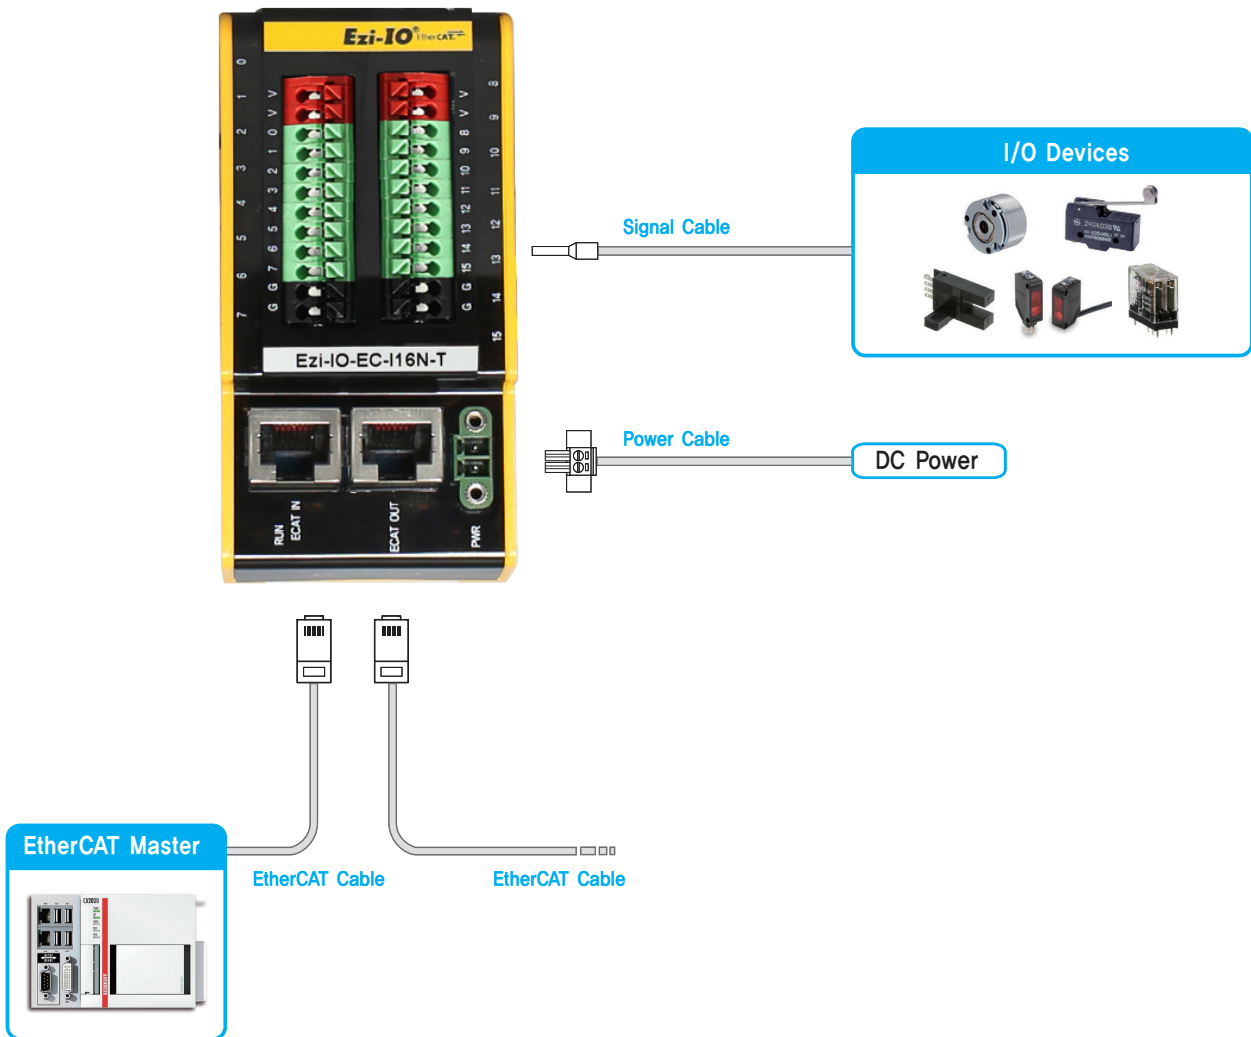 Ezi-IO® EtherCAT
0 1 2 3 4 5 6 7
V V 0 1 2 3 4 5 6 7 G G
V V 8 9 10 11 12 13 14 15 G G
8 9 10 11 12 13 14 15
Ezi-IO-EC-I16N-T
RUN
ECAT IN
ECAT OUT
PWR
I/O Devices
Signal Cable
Power Cable
DC Power
EtherCAT Master
EtherCAT Cable
EtherCAT Cable
CX2020